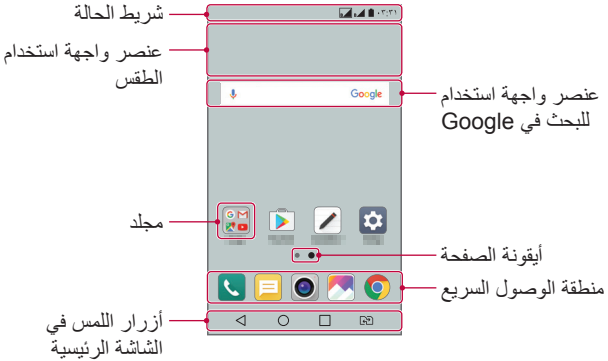 شريط الحالة
٠٣:٣١
عنصر واجهة استخدام
الطقس
Google
عنصر واجهة استخدام
للبحث في Google
مجلد
أيقونة الصفحة
منطقة الوصول السريع
أزرار اللمس في
الشاشة الرئيسية